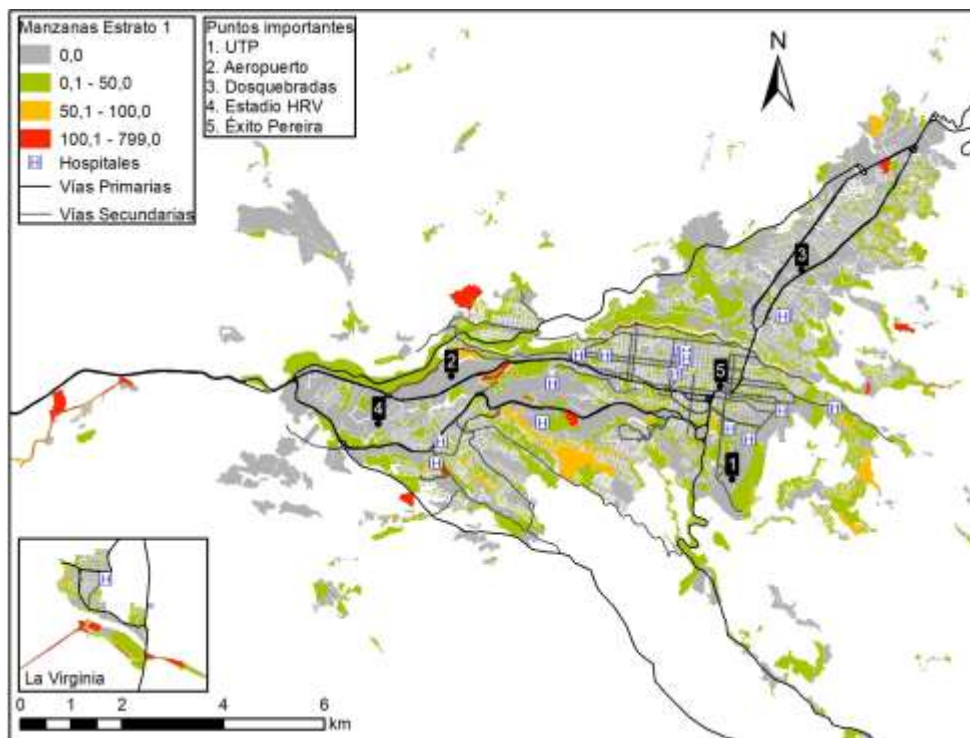 Manzanas Estrato 1
0,0
0,1 - 50,0
50,1 - 100,0
100,1 - 799,0
H Hospitales
Vías Primarias
Vías Secundarias
Puntos importantes
1. UTP
2. Aeropuerto
3. Dosquebradas
4. Estadio HRV
5. Éxito Pereira
N
3
H
H
H
H
H
H
2
5
H
H
4
H
H
H
H
H
H
1
H
La Virginia
0 1 2 4 6
km